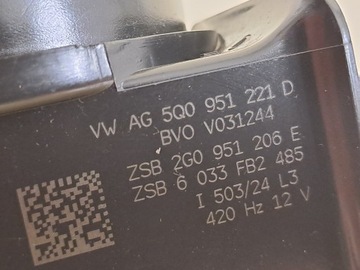 VW AG 5Q0 951 221 D
BVO V031244
ZSB 2G0 951 206 E
ZSB 6 033 FB2 485
I 503/24 L3
420 Hz 12 V